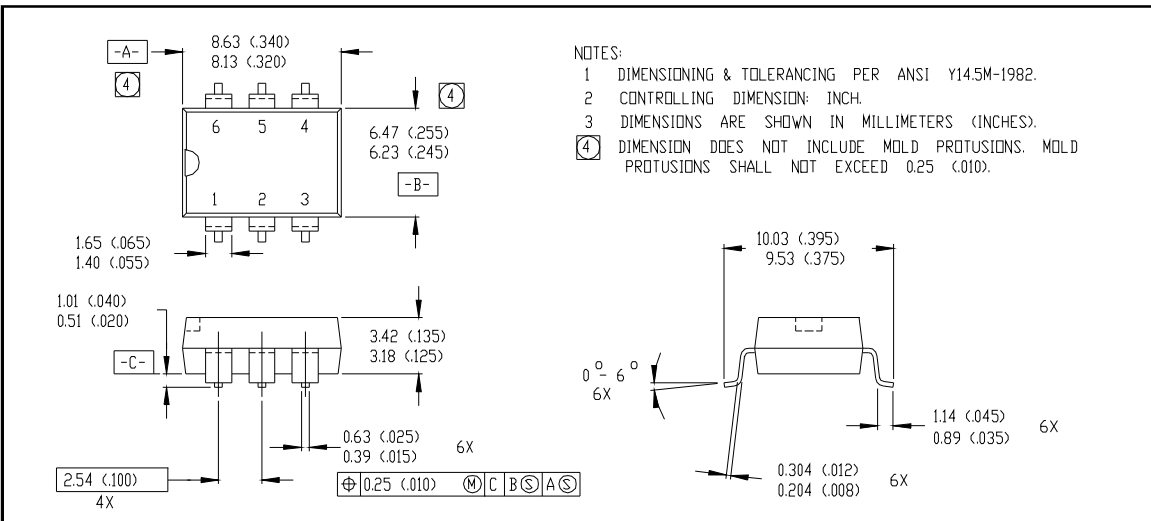 -A-
8.63 (.340)
8.13 (.320)
4
4
6 5 4
1 2 3
6.47 (.255)
6.23 (.245)
-B-
1.65 (.065)
1.40 (.055)
NOTES:
1 DIMENSIONING & TOLERANCING PER ANSI Y14.5M-1982.
2 CONTROLLING DIMENSION: INCH.
3 DIMENSIONS ARE SHOWN IN MILLIMETERS (INCHES).
4 DIMENSION DOES NOT INCLUDE MOLD PROTUSIONS. MOLD
PROTUSIONS SHALL NOT EXCEED 0.25 (.010).
1.01 (.040)
0.51 (.020)
-C-
3.42 (.135)
3.18 (.125)
0.63 (.025)
0.39 (.015)
6X
2.54 (.100)
4X
⌖ 0.25 (.010) Ⓜ C B Ⓢ A Ⓢ
10.03 (.395)
9.53 (.375)
0° - 6°
6X
1.14 (.045)
0.89 (.035)
6X
0.304 (.012)
0.204 (.008)
6X